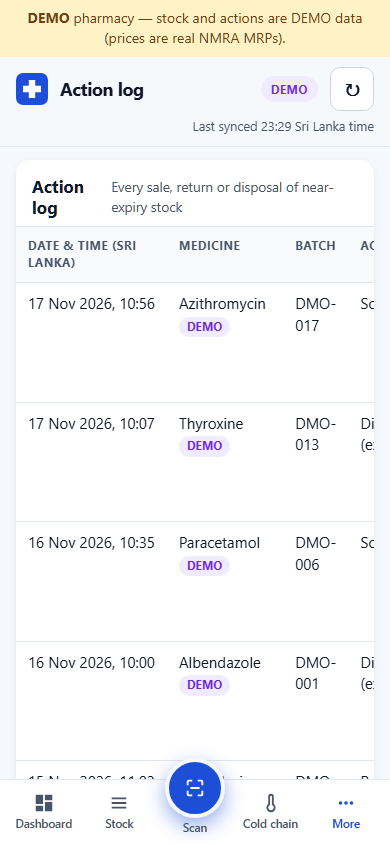 DEMO pharmacy — stock and actions are DEMO data
(prices are real NMRA MRPs).
Action log
DEMO
↻
Last synced 23:29 Sri Lanka time
Action
log
Every sale, return or disposal of near-
expiry stock
DATE & TIME (SRI
LANKA)
MEDICINE
BATCH
17 Nov 2026, 10:56
Azithromycin
DEMO
DMO-
017
17 Nov 2026, 10:07
Thyroxine
DEMO
DMO-
013
16 Nov 2026, 10:35
Paracetamol
DEMO
DMO-
006
16 Nov 2026, 10:00
Albendazole
DEMO
DMO-
001
Dashboard
Stock
Scan
Cold chain
More